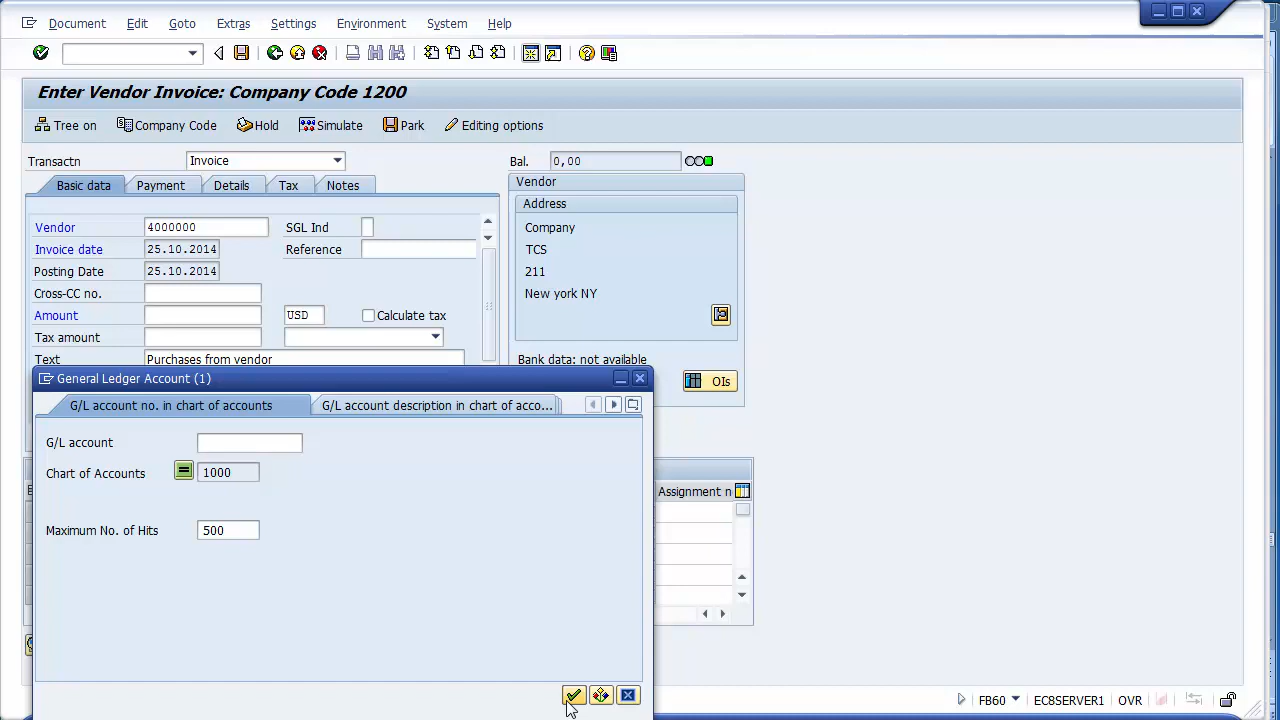 Document Edit Goto Extras Settings Environment System Help
Enter Vendor Invoice: Company Code 1200
Tree on Company Code Hold Simulate Park Editing options
Transactn Invoice Bal. 0,00
Basic data Payment Details Tax Notes
Vendor
Address
Vendor 4000000 SGL Ind
Company
Invoice date 25.10.2014 Reference
TCS
Posting Date 25.10.2014
211
Cross-CC no.
New york NY
Amount USD Calculate tax
Tax amount
Text Purchases from vendor
Bank data: not available
OIs
General Ledger Account (1)
G/L account no. in chart of accounts G/L account description in chart of acco...
G/L account
Chart of Accounts 1000
Assignment n
Maximum No. of Hits 500
FB60 EC8SERVER1 OVR